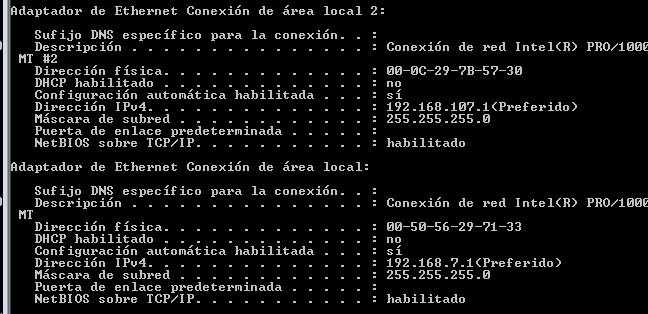 Adaptador de Ethernet Conexión de área local 2:
Sufijo DNS específico para la conexión. . :
Descripción . . . . . . . . . . . . . . . : Conexión de red Intel(R) PRO/1000
MT #2
Dirección física. . . . . . . . . . . . . : 00-0C-29-7B-57-30
DHCP habilitado . . . . . . . . . . . . . : no
Configuración automática habilitada . . . : sí
Dirección IPv4. . . . . . . . . . . . . . : 192.168.107.1(Preferido)
Máscara de subred . . . . . . . . . . . . : 255.255.255.0
Puerta de enlace predeterminada . . . . . :
NetBIOS sobre TCP/IP. . . . . . . . . . . : habilitado
Adaptador de Ethernet Conexión de área local:
Sufijo DNS específico para la conexión. . :
Descripción . . . . . . . . . . . . . . . : Conexión de red Intel(R) PRO/1000
MT
Dirección física. . . . . . . . . . . . . : 00-50-56-29-71-33
DHCP habilitado . . . . . . . . . . . . . : no
Configuración automática habilitada . . . : sí
Dirección IPv4. . . . . . . . . . . . . . : 192.168.7.1(Preferido)
Máscara de subred . . . . . . . . . . . . : 255.255.255.0
Puerta de enlace predeterminada . . . . . :
NetBIOS sobre TCP/IP. . . . . . . . . . . : habilitado